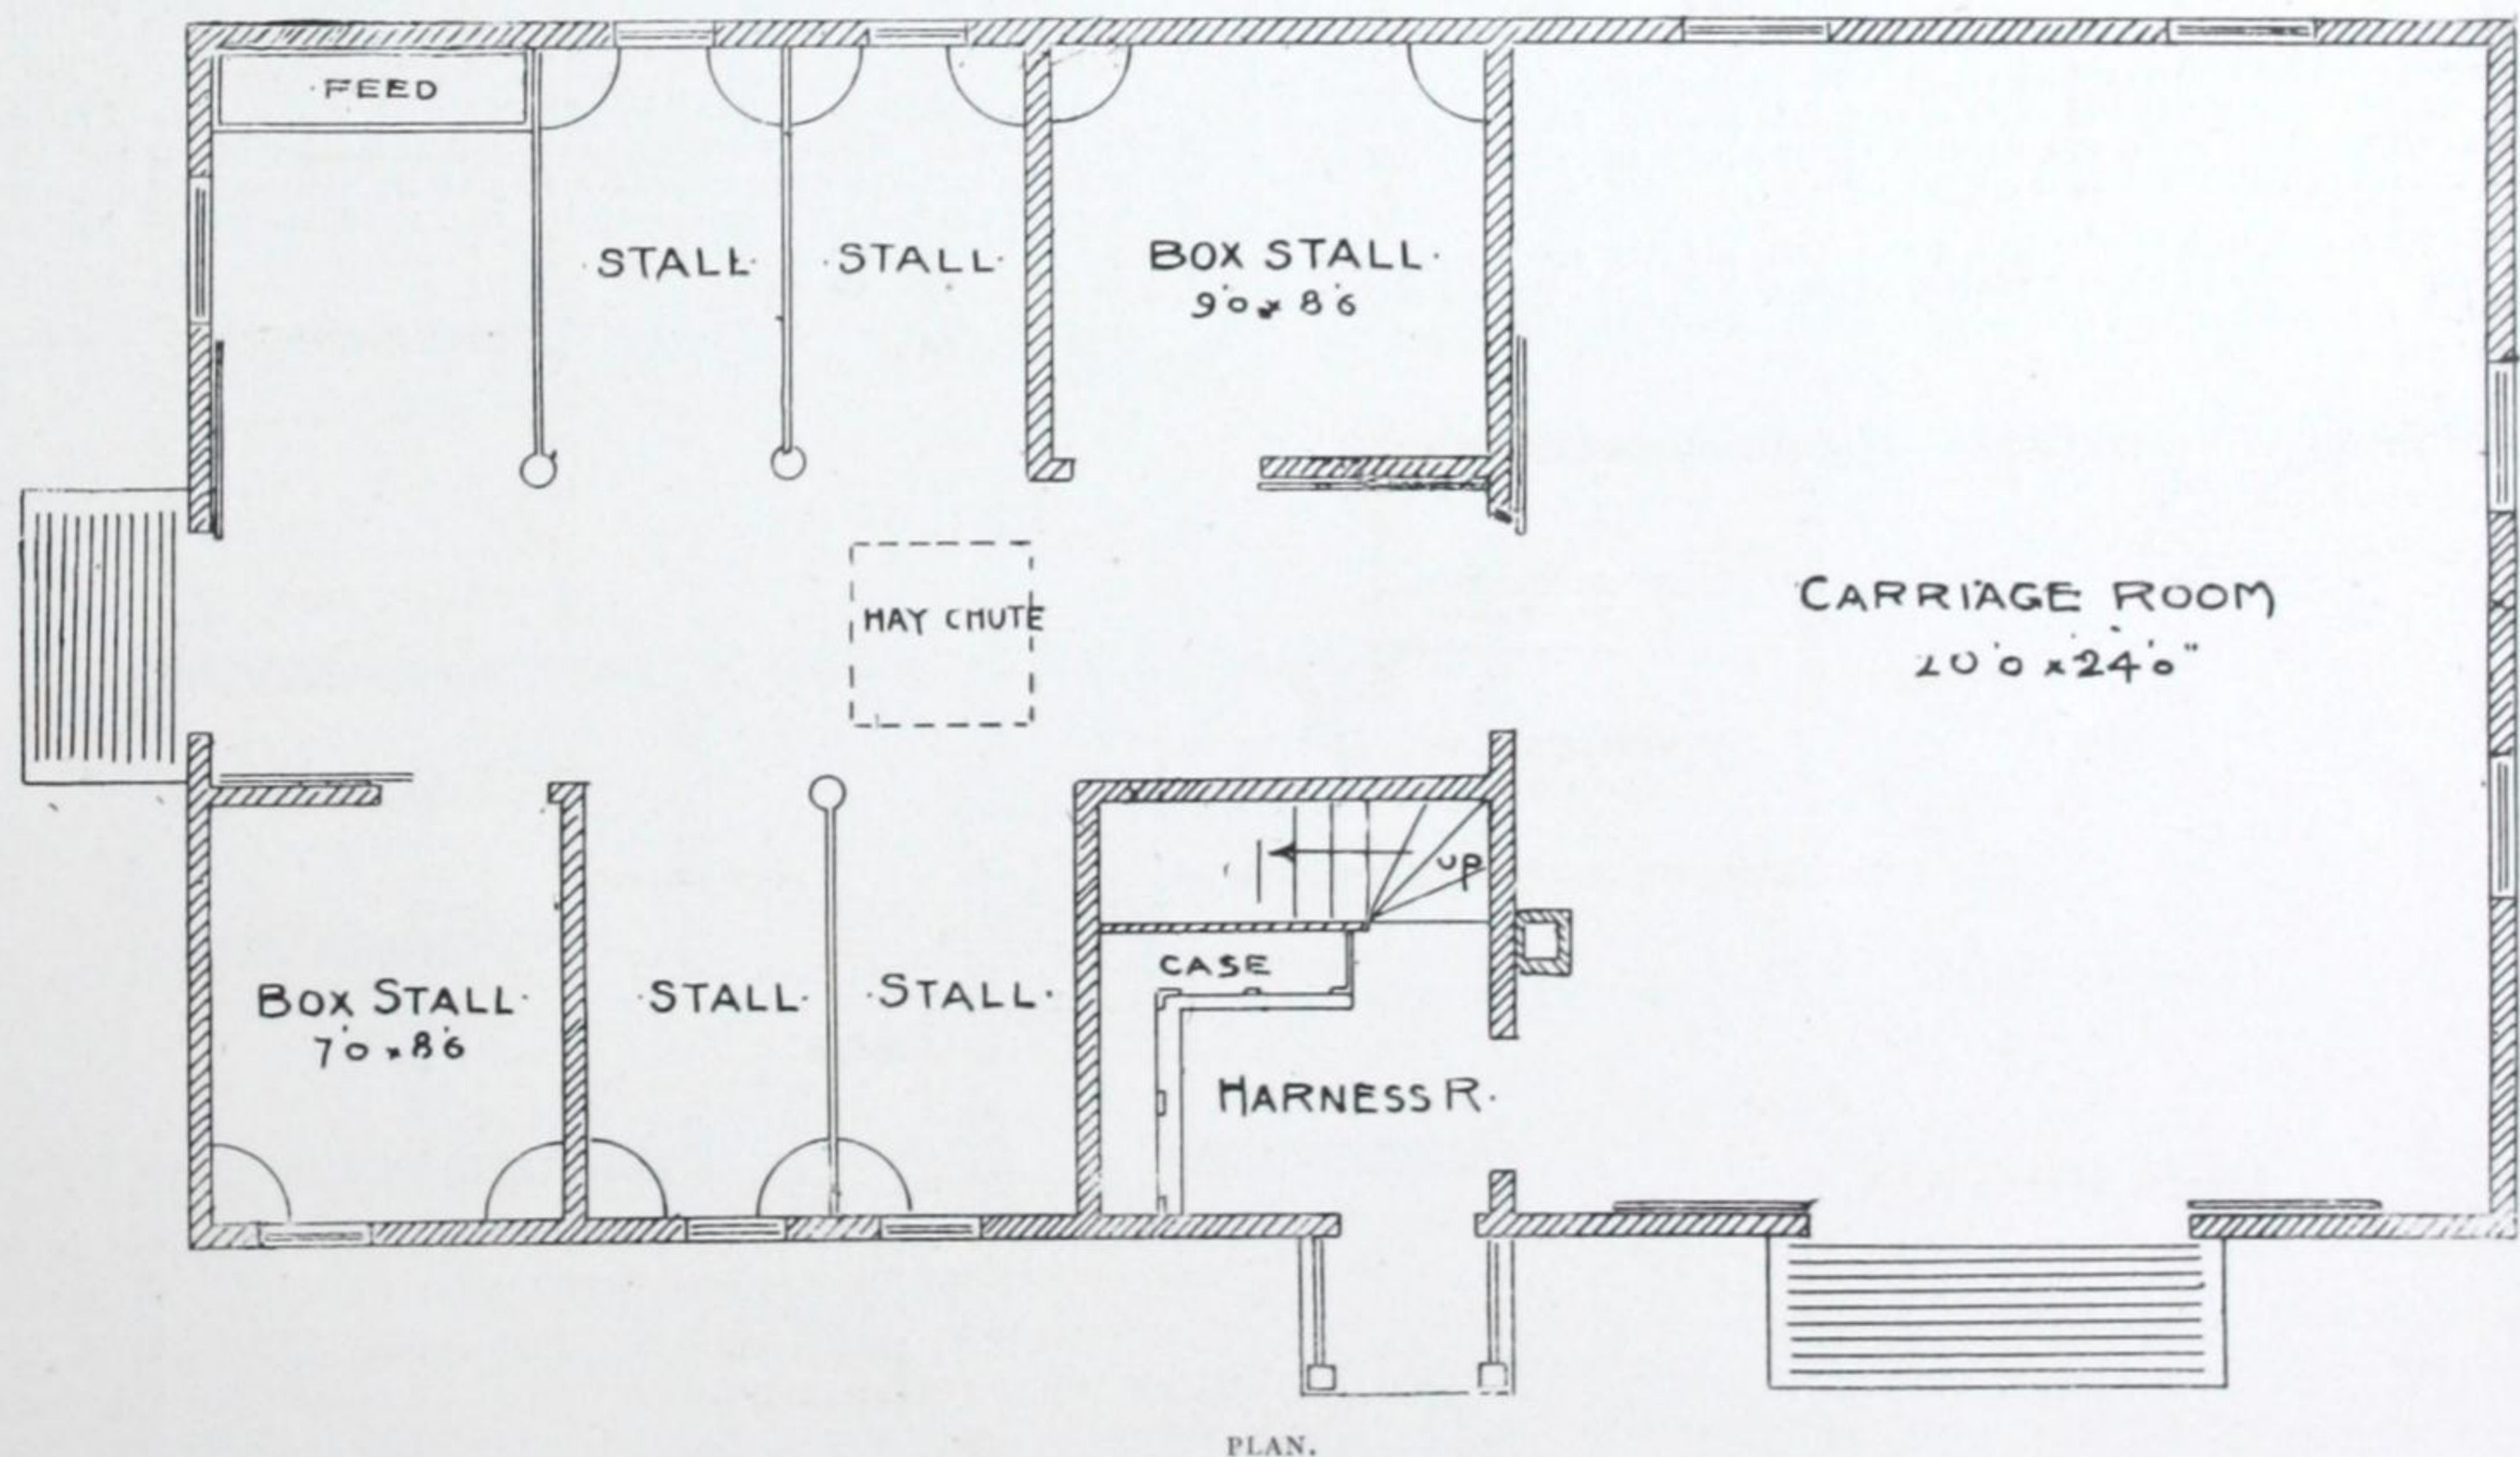 FEED
STALL
STALL
BOX STALL
9'0 x 8'6
HAY CHUTE
CARRIAGE ROOM
20'0 x 24'0"
UP
CASE
BOX STALL
7'0 x 8'6
STALL
STALL
HARNESS R.
PLAN.